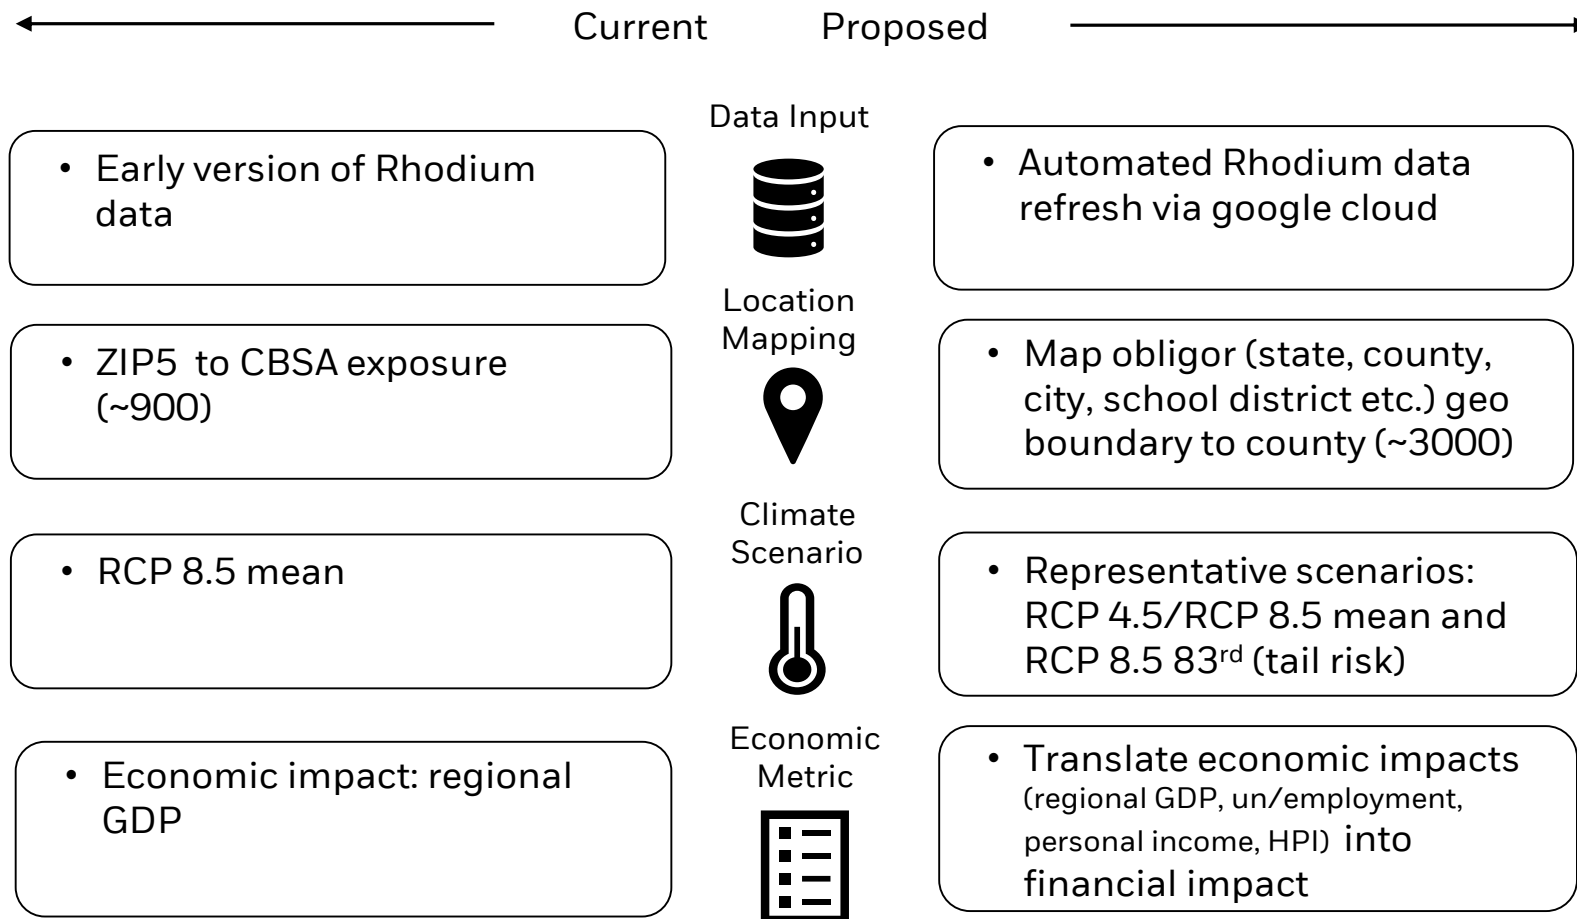 Current Proposed
Data Input
• Early version of Rhodium
data
• Automated Rhodium data
refresh via google cloud
Location
Mapping
• ZIP5 to CBSA exposure
(~900)
• Map obligor (state, county,
city, school district etc.) geo
boundary to county (~3000)
Climate
Scenario
• RCP 8.5 mean
• Representative scenarios:
RCP 4.5/RCP 8.5 mean and
RCP 8.5 83rd (tail risk)
Economic
Metric
• Economic impact: regional
GDP
• Translate economic impacts
(regional GDP, un/employment,
personal income, HPI) into
financial impact